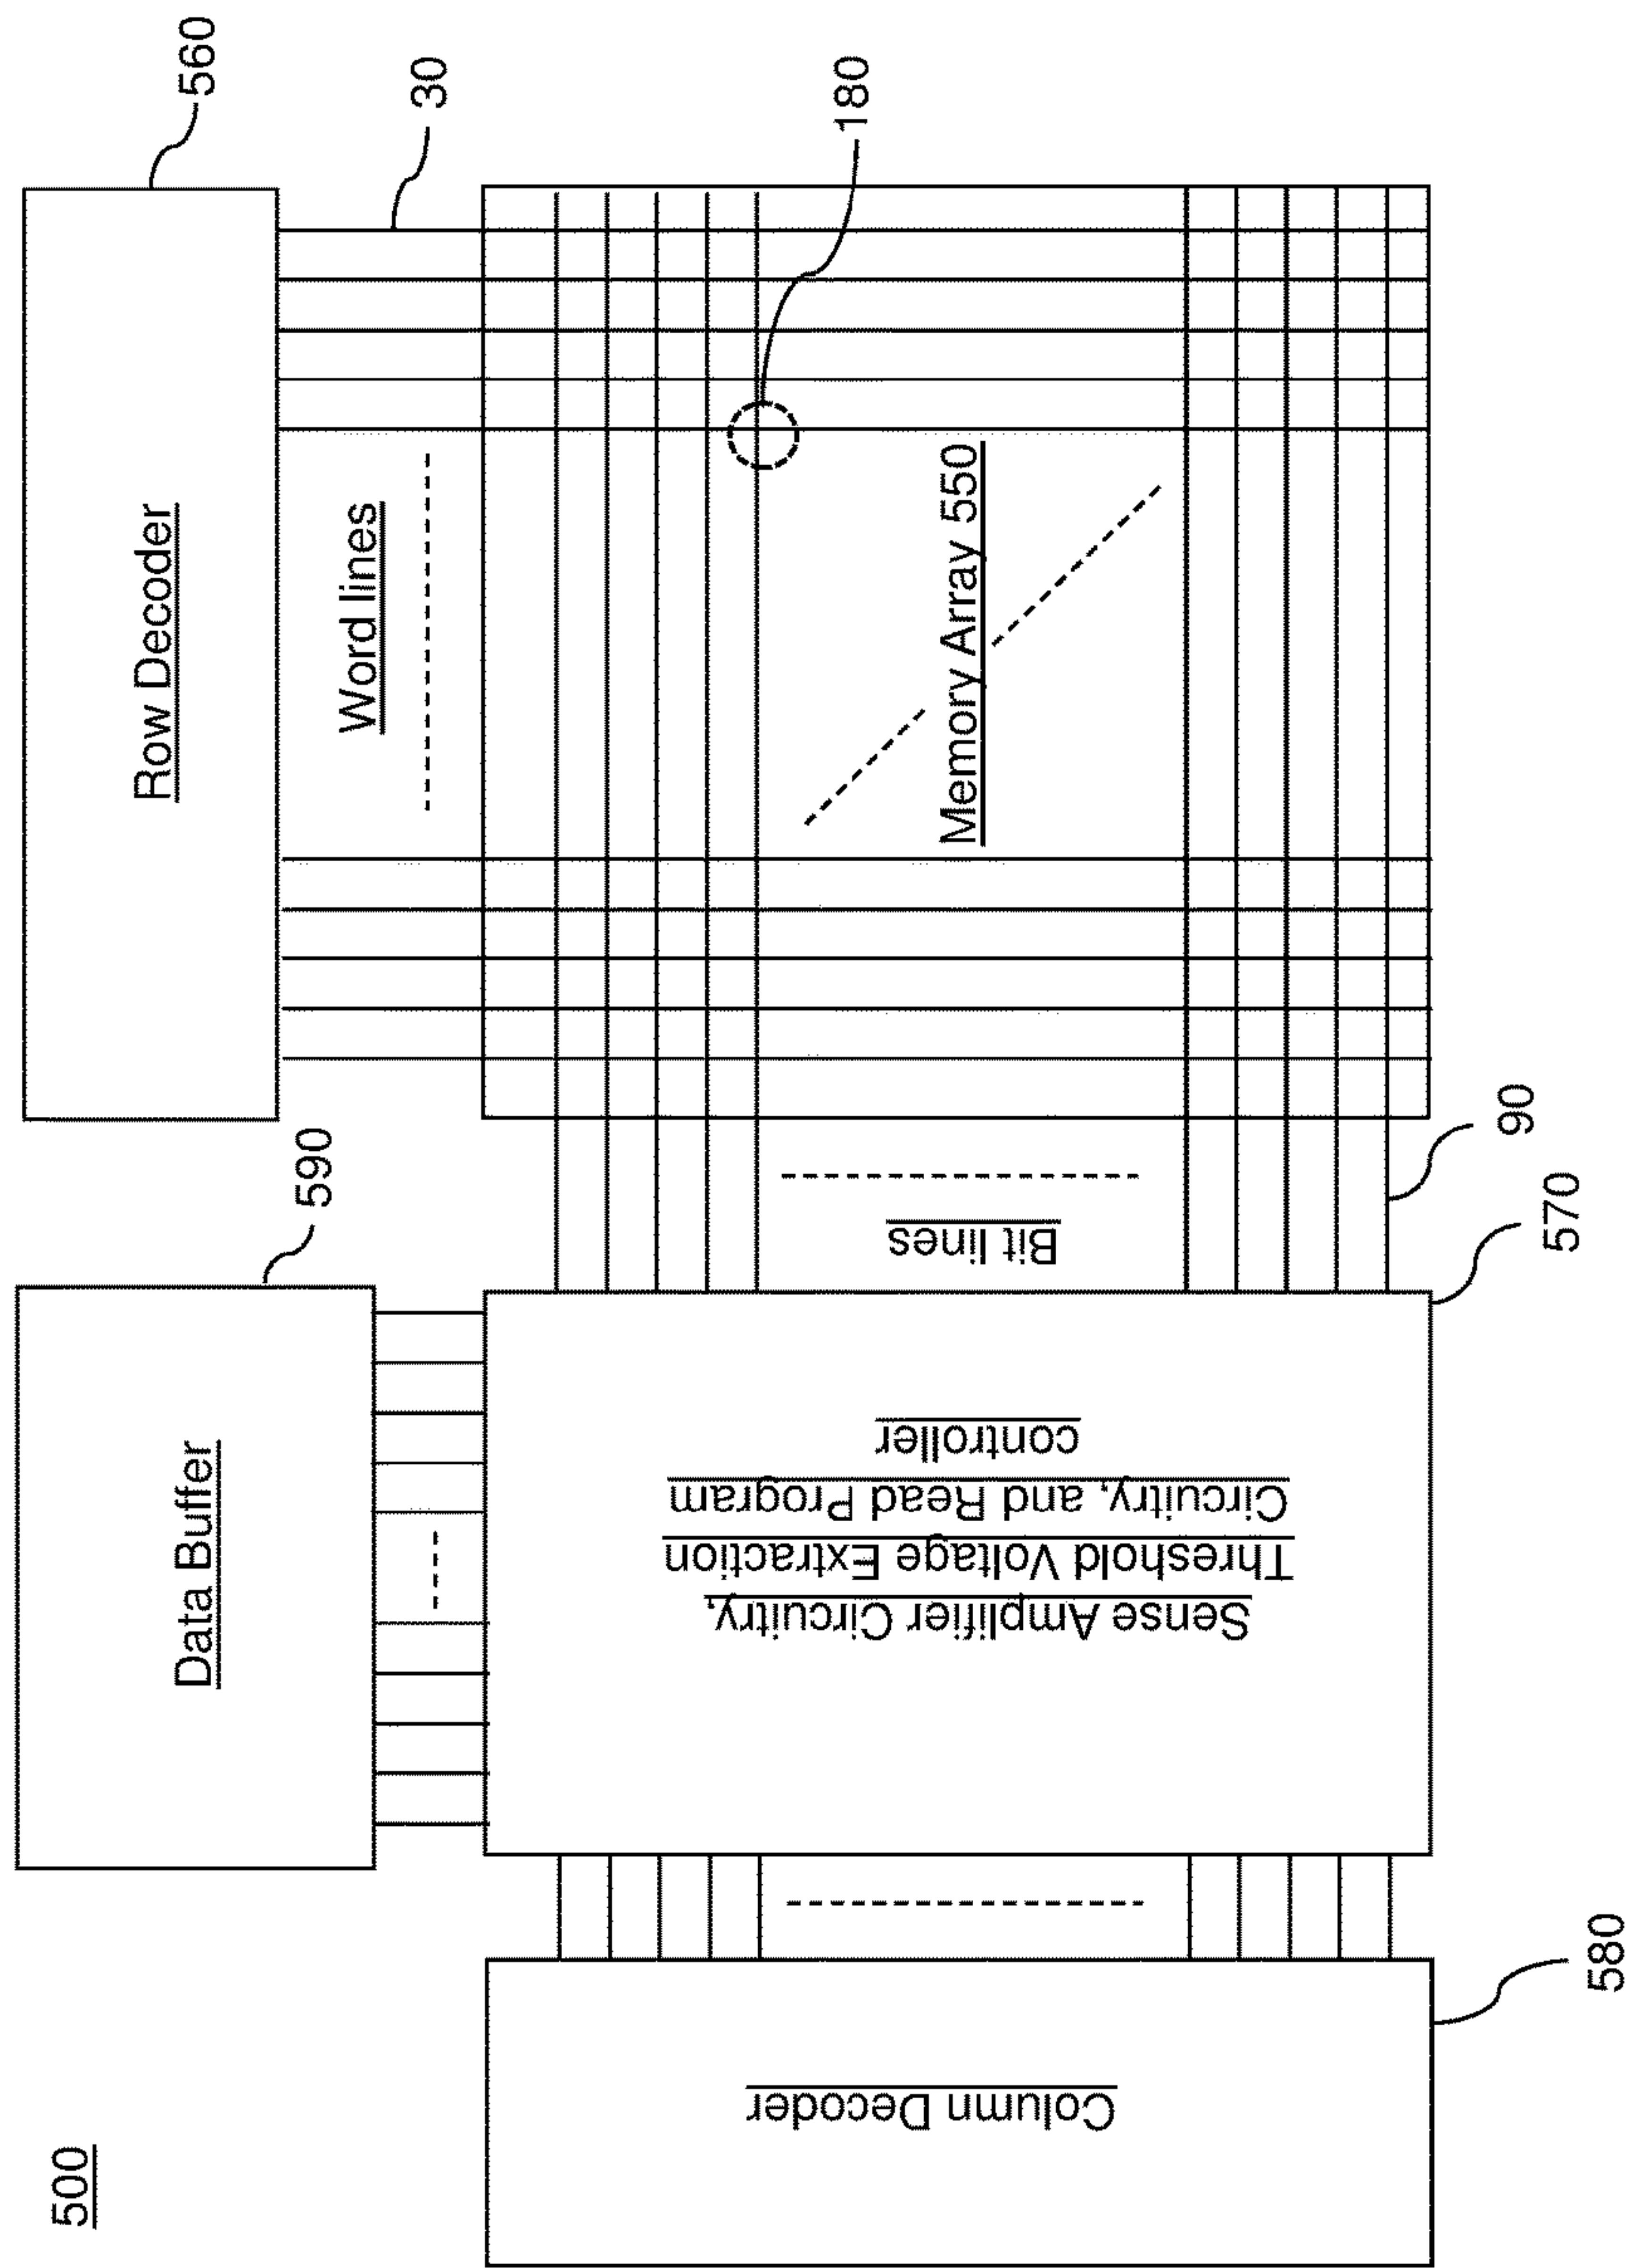 500
Row Decoder
560
Word lines
30
180
Memory Array 550
Data Buffer
590
Bit lines
90
Sense Amplifier Circuitry,
Threshold Voltage Extraction
Circuitry, and Read Program
controller
570
Column Decoder
580